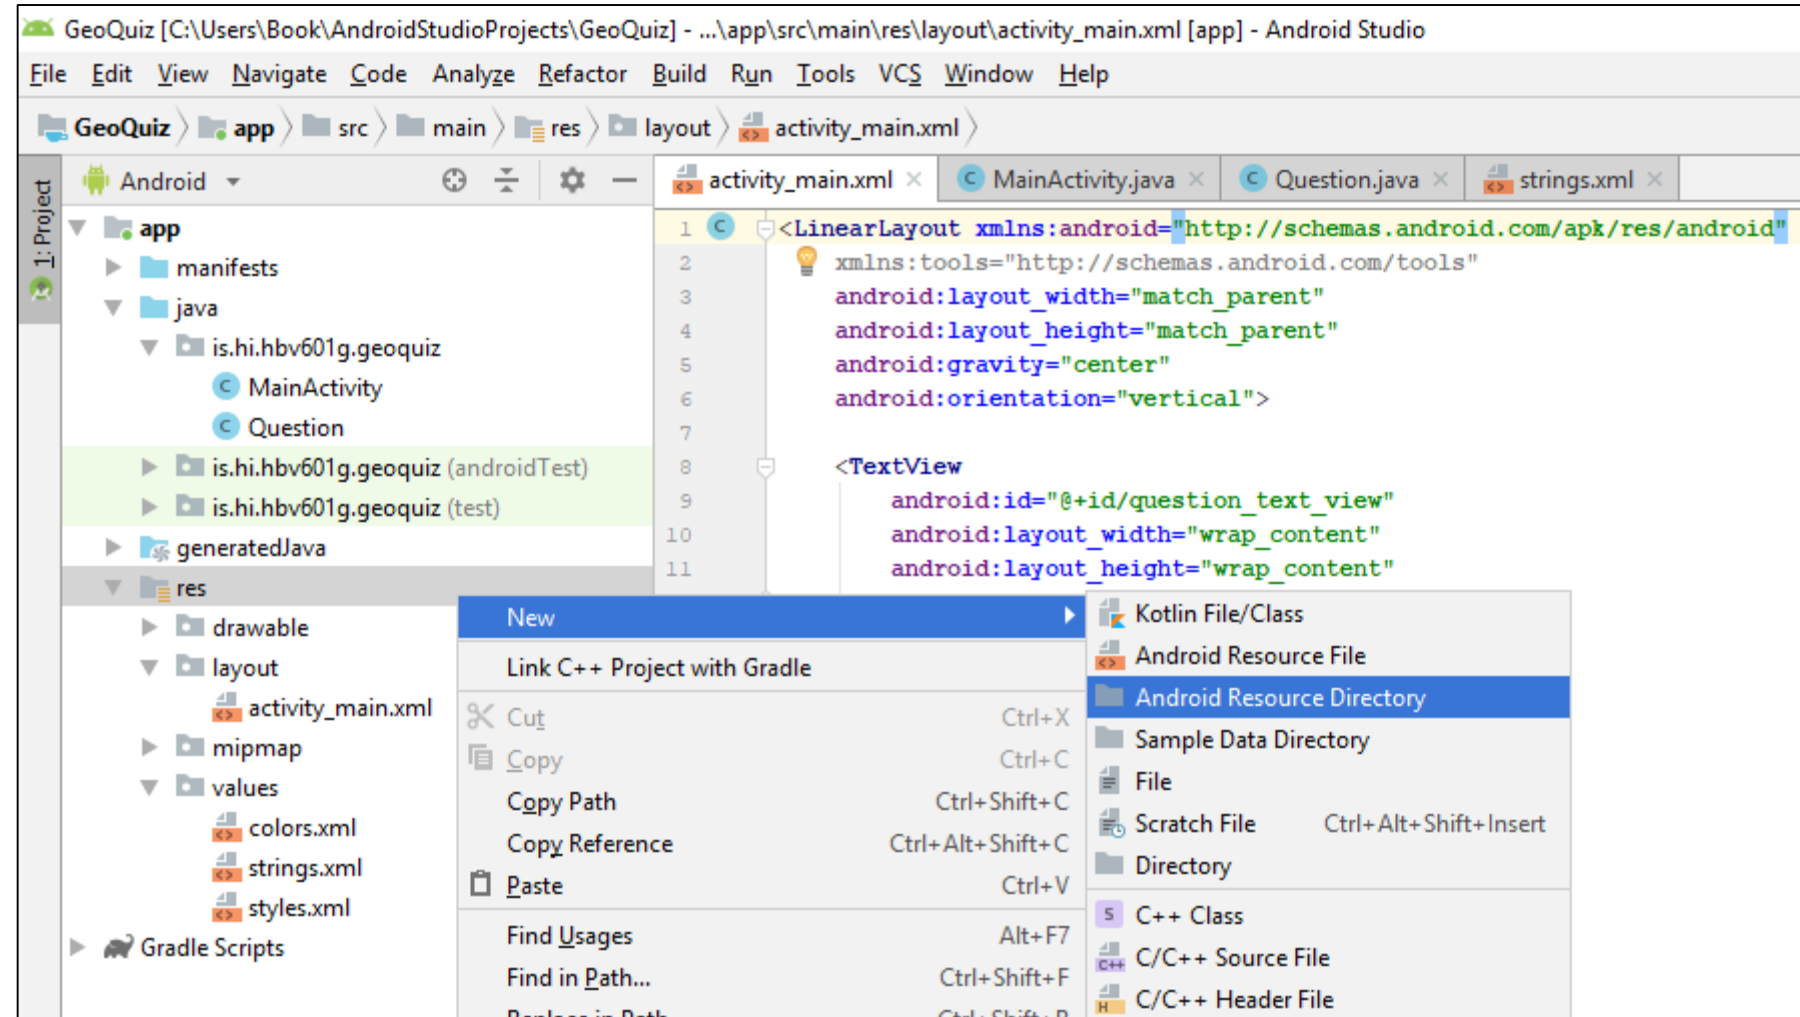 GeoQuiz [C:\Users\Book\AndroidStudioProjects\GeoQuiz] - ...\app\src\main\res\layout\activity_main.xml [app] - Android Studio
File Edit View Navigate Code Analyze Refactor Build Run Tools VCS Window Help
GeoQuiz app src main res layout activity_main.xml
1: Project
Android
app
manifests
java
is.hi.hbv601g.geoquiz
C MainActivity
C Question
is.hi.hbv601g.geoquiz (androidTest)
is.hi.hbv601g.geoquiz (test)
generatedJava
res
drawable
layout
activity_main.xml
mipmap
values
colors.xml
strings.xml
styles.xml
Gradle Scripts
activity_main.xml C MainActivity.java C Question.java strings.xml
1 C <LinearLayout xmlns:android="http://schemas.android.com/apk/res/android"
2 xmlns:tools="http://schemas.android.com/tools"
3 android:layout_width="match_parent"
4 android:layout_height="match_parent"
5 android:gravity="center"
6 android:orientation="vertical">
7
8 <TextView
9 android:id="@+id/question_text_view"
10 android:layout_width="wrap_content"
11 android:layout_height="wrap_content"
New
Link C++ Project with Gradle
Cut Ctrl+X
Copy Ctrl+C
Copy Path Ctrl+Shift+C
Copy Reference Ctrl+Alt+Shift+C
Paste Ctrl+V
Find Usages Alt+F7
Find in Path... Ctrl+Shift+F
Kotlin File/Class
Android Resource File
Android Resource Directory
Sample Data Directory
File
Scratch File Ctrl+Alt+Shift+Insert
Directory
S C++ Class
C++ C/C++ Source File
H C/C++ Header File